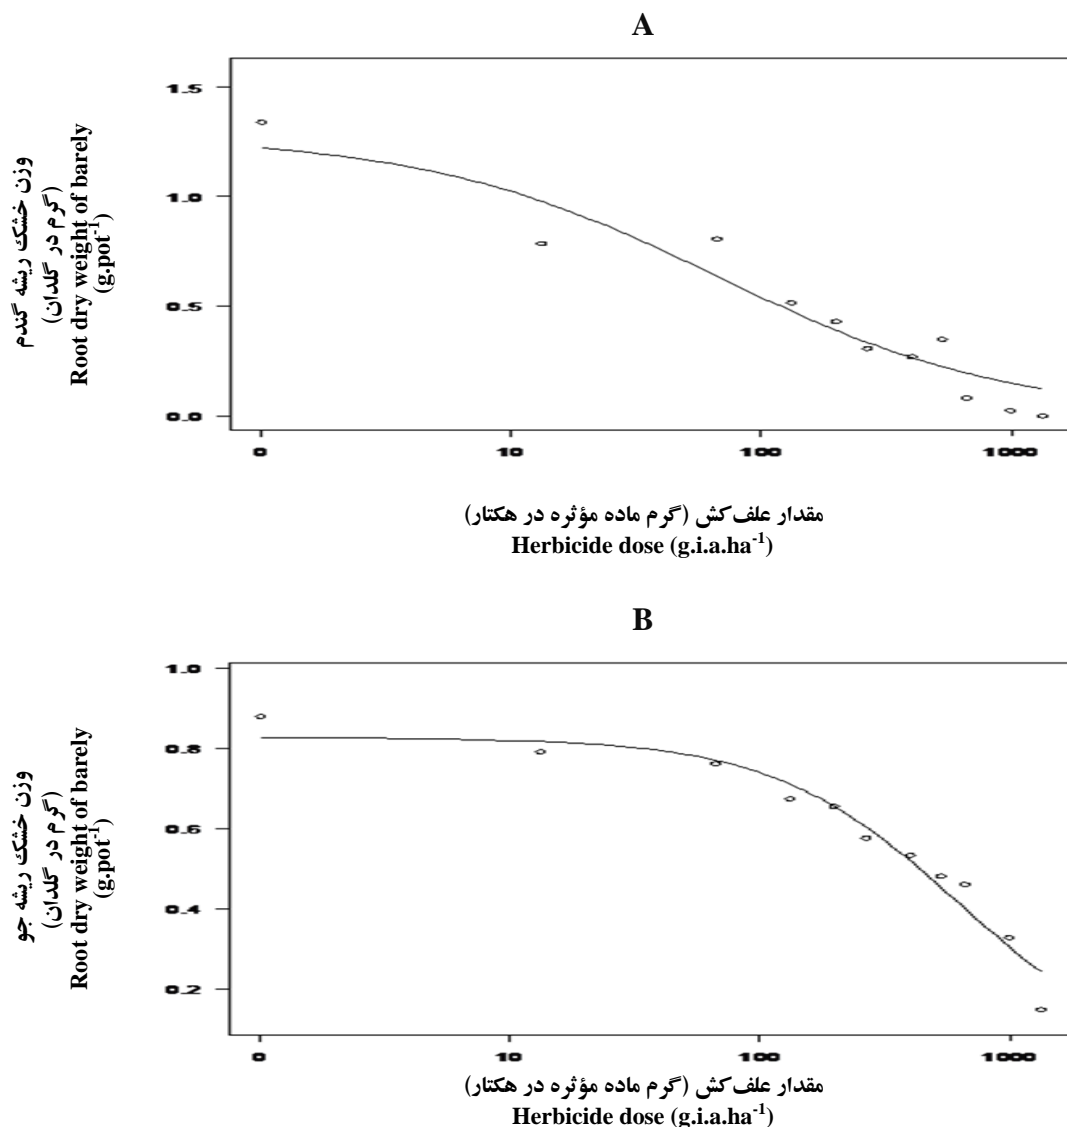 A
وزن خشک ریشه گندم
(گرم در گلدان)
Root dry weight of barely
(g.pot-1)
1.5
1.0
0.5
0.0
0 10 100 1000
مقدار علف‌کش (گرم ماده مؤثره در هکتار)
Herbicide dose (g.i.a.ha-1)
B
وزن خشک ریشه جو
(گرم در گلدان)
Root dry weight of barely
(g.pot-1)
1.0
0.8
0.6
0.4
0.2
0 10 100 1000
مقدار علف‌کش (گرم ماده مؤثره در هکتار)
Herbicide dose (g.i.a.ha-1)